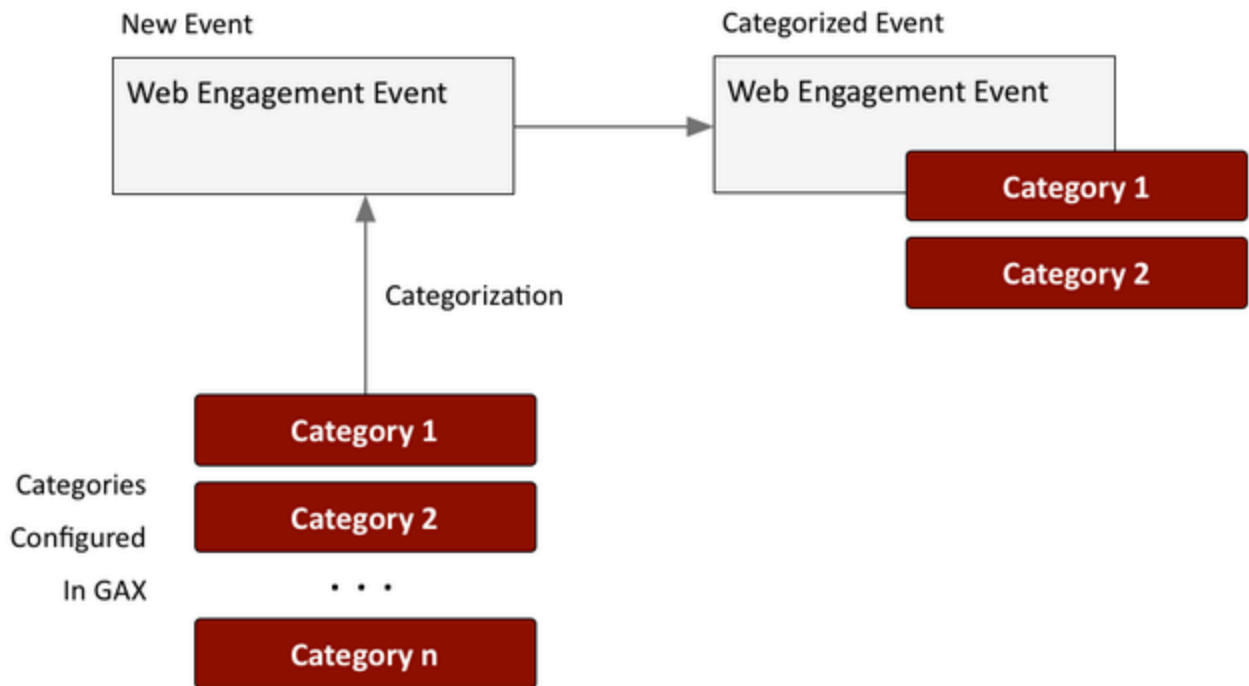 New Event
Categorized Event
Web Engagement Event
Web Engagement Event
Category 1
Category 2
Categorization
Category 1
Categories
Category 2
Configured
In GAX
. . .
Category n